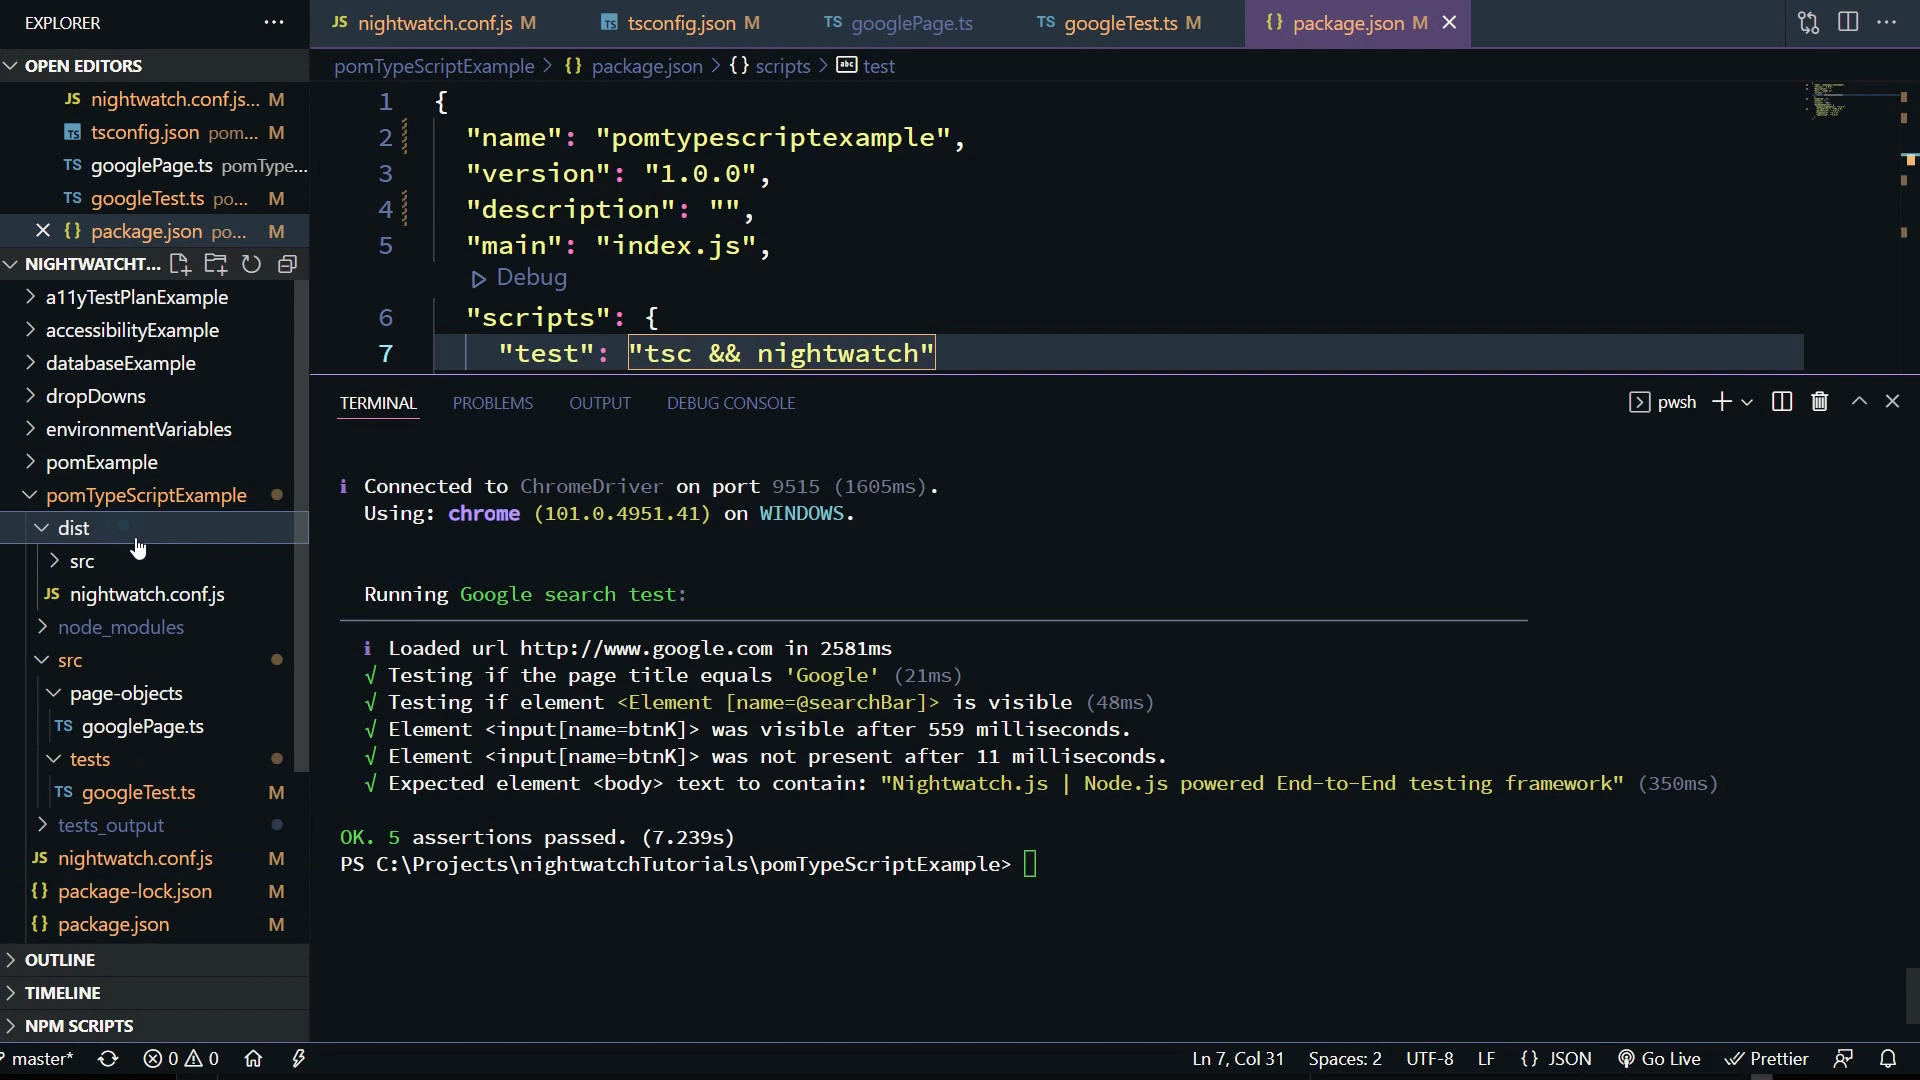 EXPLORER
JS nightwatch.conf.js M
TS tsconfig.json M
TS googlePage.ts
TS googleTest.ts M
{} package.json M
OPEN EDITORS
JS nightwatch.conf.js... M
TS tsconfig.json pom... M
TS googlePage.ts pomType...
TS googleTest.ts po... M
{} package.json po... M
NIGHTWATCHT...
a11yTestPlanExample
accessibilityExample
databaseExample
dropDowns
environmentVariables
pomExample
pomTypeScriptExample
dist
src
JS nightwatch.conf.js
node_modules
src
page-objects
TS googlePage.ts
tests
TS googleTest.ts M
tests_output
JS nightwatch.conf.js M
{} package-lock.json M
{} package.json M
OUTLINE
TIMELINE
NPM SCRIPTS
pomTypeScriptExample > {} package.json > {} scripts > abc test
1 {
2 "name": "pomtypescriptexample",
3 "version": "1.0.0",
4 "description": "",
5 "main": "index.js",
Debug
6 "scripts": {
7 "test": "tsc && nightwatch"
TERMINAL PROBLEMS OUTPUT DEBUG CONSOLE
pwsh
i Connected to ChromeDriver on port 9515 (1605ms).
Using: chrome (101.0.4951.41) on WINDOWS.
Running Google search test:
i Loaded url http://www.google.com in 2581ms
√ Testing if the page title equals 'Google' (21ms)
√ Testing if element <Element [name=@searchBar]> is visible (48ms)
√ Element <input[name=btnK]> was visible after 559 milliseconds.
√ Element <input[name=btnK]> was not present after 11 milliseconds.
√ Expected element <body> text to contain: "Nightwatch.js | Node.js powered End-to-End testing framework" (350ms)
OK. 5 assertions passed. (7.239s)
PS C:\Projects\nightwatchTutorials\pomTypeScriptExample>
master* 0 0 Ln 7, Col 31 Spaces: 2 UTF-8 LF {} JSON Go Live Prettier